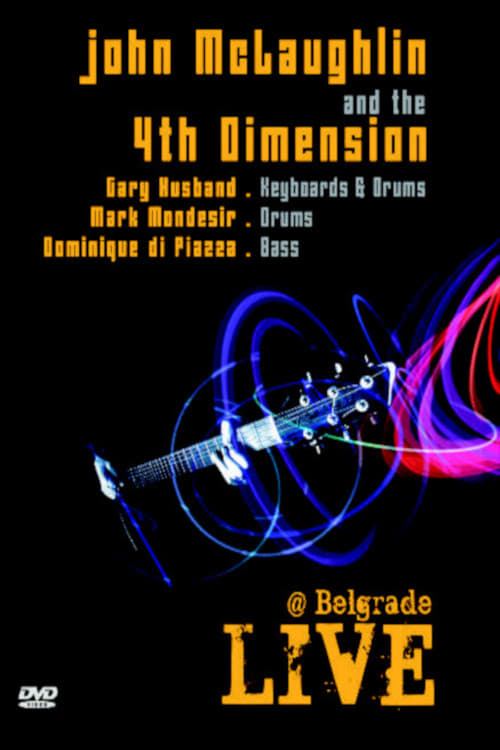 john McLaughlin
and the
4th Dimension
Gary Husband . Keyboards & Drums
Mark Mondesir . Drums
Dominique di Piazza . Bass
@ Belgrade
LIVE
DVD
VIDEO